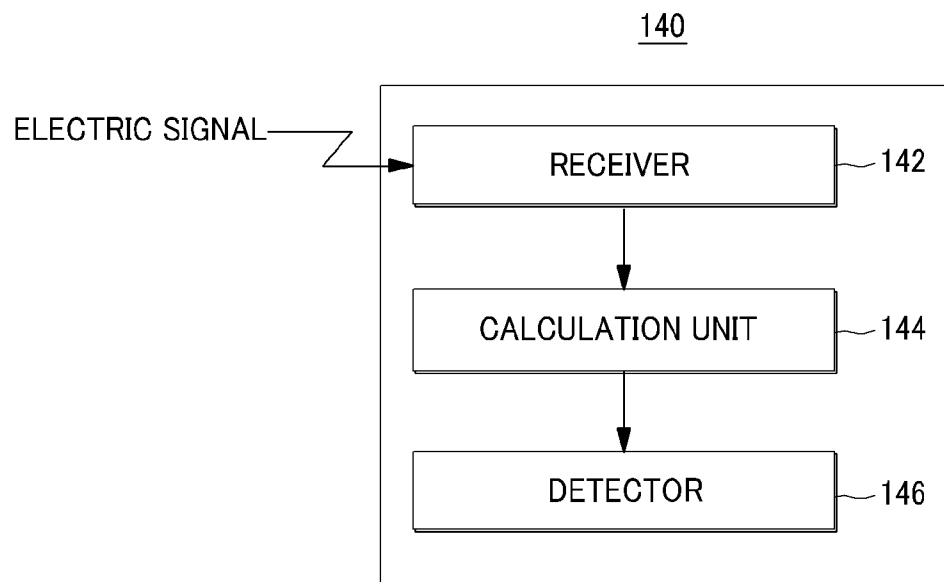 140
ELECTRIC SIGNAL
RECEIVER
142
CALCULATION UNIT
144
DETECTOR
146